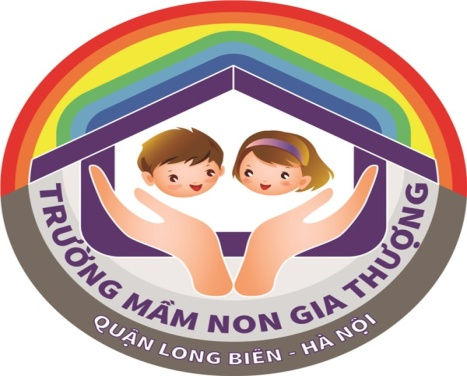 TRƯỜNG MẦM NON GIA THƯỢNG
QUẬN LONG BIÊN - HÀ NỘI